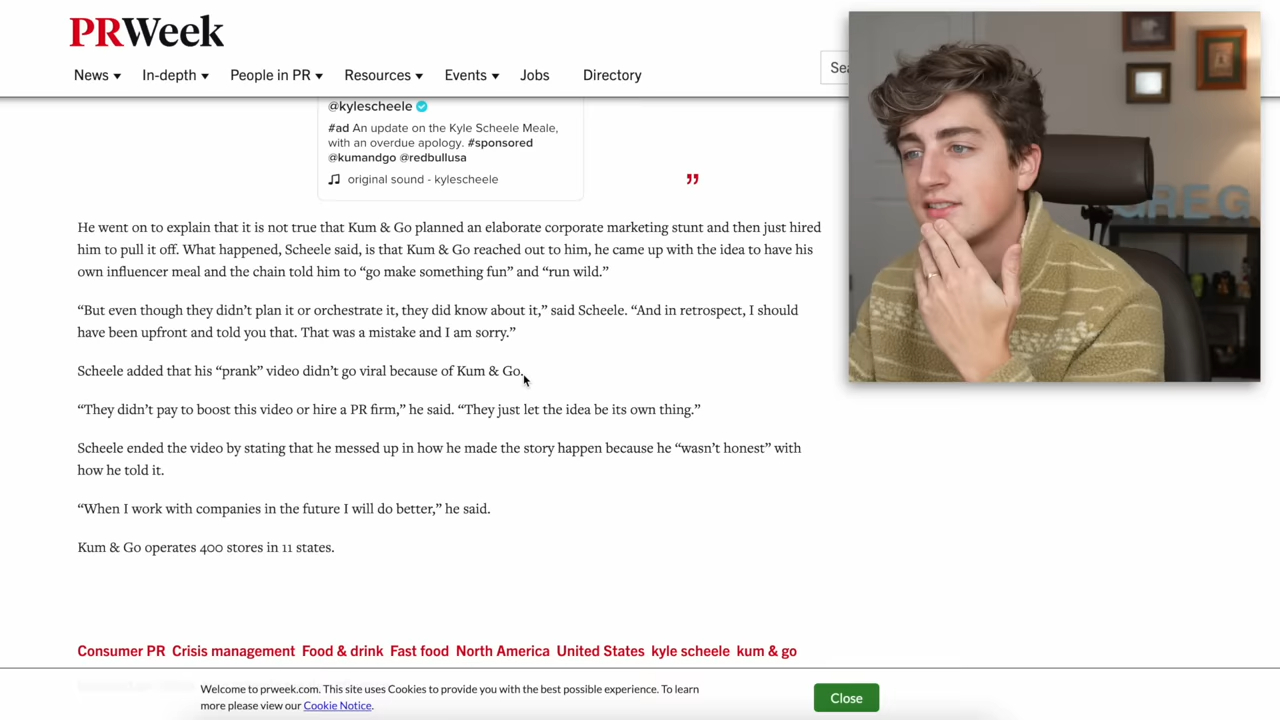 PRWeek
News
In-depth
People in PR
Resources
Events
Jobs
Directory
Sea
@kylescheele
#ad An update on the Kyle Scheele Meale,
with an overdue apology. #sponsored
@kumandgo @redbullusa
original sound - kylescheele
”
He went on to explain that it is not true that Kum & Go planned an elaborate corporate marketing stunt and then just hired
him to pull it off. What happened, Scheele said, is that Kum & Go reached out to him, he came up with the idea to have his
own influencer meal and the chain told him to “go make something fun” and “run wild.”
“But even though they didn’t plan it or orchestrate it, they did know about it,” said Scheele. “And in retrospect, I should
have been upfront and told you that. That was a mistake and I am sorry.”
Scheele added that his “prank” video didn’t go viral because of Kum & Go.
“They didn’t pay to boost this video or hire a PR firm,” he said. “They just let the idea be its own thing.”
Scheele ended the video by stating that he messed up in how he made the story happen because he “wasn’t honest” with
how he told it.
“When I work with companies in the future I will do better,” he said.
Kum & Go operates 400 stores in 11 states.
Consumer PR Crisis management Food & drink Fast food North America United States kyle scheele kum & go
Welcome to prweek.com. This site uses Cookies to provide you with the best possible experience. To learn
more please view our Cookie Notice.
Close
GREG